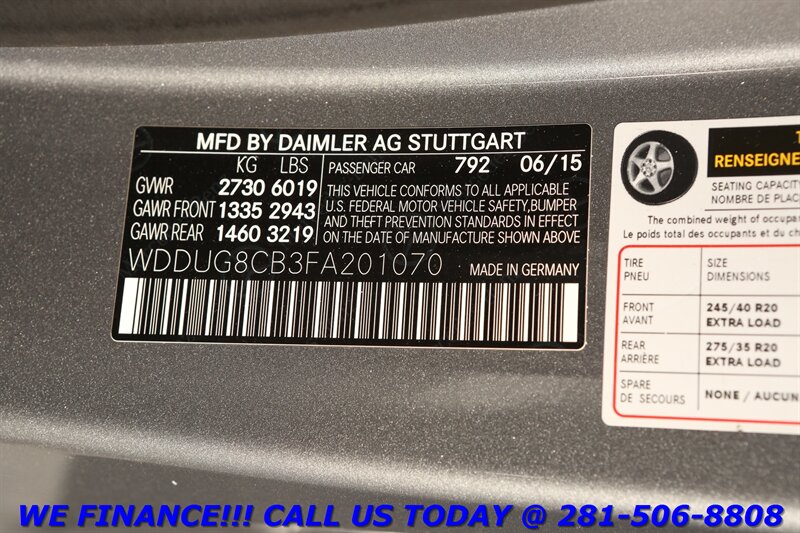 MFD BY DAIMLER AG STUTTGART
KG LBS
GVWR 2730 6019
GAWR FRONT 1335 2943
GAWR REAR 1460 3219
PASSENGER CAR 792 06/15
THIS VEHICLE CONFORMS TO ALL APPLICABLE
U.S. FEDERAL MOTOR VEHICLE SAFETY,BUMPER
AND THEFT PREVENTION STANDARDS IN EFFECT
ON THE DATE OF MANUFACTURE SHOWN ABOVE
WDDUG8CB3FA201070 MADE IN GERMANY
RENSEIGNE
SEATING CAPACITY
NOMBRE DE PLAC
The combined weight of occupa
Le poids total des occupants et du ch
TIRE SIZE
PNEU DIMENSIONS
FRONT 245/40 R20
AVANT EXTRA LOAD
REAR 275/35 R20
ARRIÈRE EXTRA LOAD
SPARE
DE SECOURS NONE / AUCUN
WE FINANCE!!! CALL US TODAY @ 281-506-8808